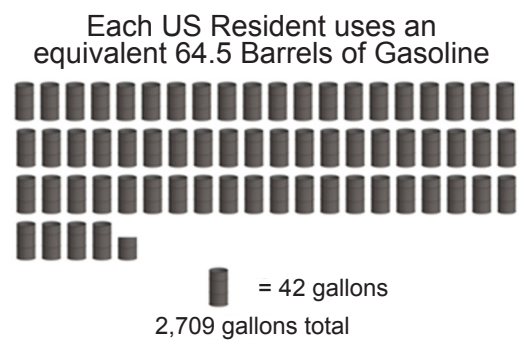 Each US Resident uses an
equivalent 64.5 Barrels of Gasoline
= 42 gallons
2,709 gallons total